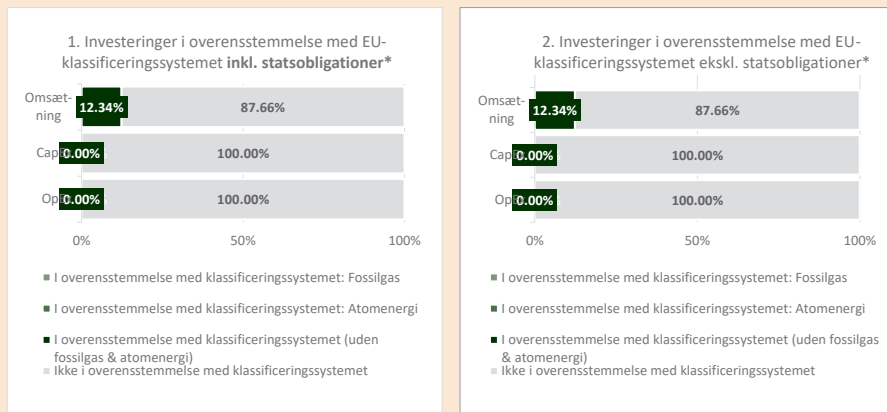 1. Investeringer i overensstemmelse med EU-
klassificeringssystemet inkl. statsobligationer*
Omsæt-
ning
12.34%
87.66%
0.00%
100.00%
0.00%
100.00%
0%
50%
100%
I overensstemmelse med klassificeringssystemet: Fossilgas
I overensstemmelse med klassificeringssystemet: Atomenergi
I overensstemmelse med klassificeringssystemet (uden
fossilgas & atomenergi)
Ikke i overensstemmelse med klassificeringssystemet
2. Investeringer i overensstemmelse med EU-
klassificeringssystemet ekskl. statsobligationer*
Omsæt-
ning
12.34%
87.66%
0.00%
100.00%
0.00%
100.00%
0%
50%
100%
I overensstemmelse med klassificeringssystemet: Fossilgas
I overensstemmelse med klassificeringssystemet: Atomenergi
I overensstemmelse med klassificeringssystemet (uden fossilgas
& atomenergi)
Ikke i overensstemmelse med klassificeringssystemet